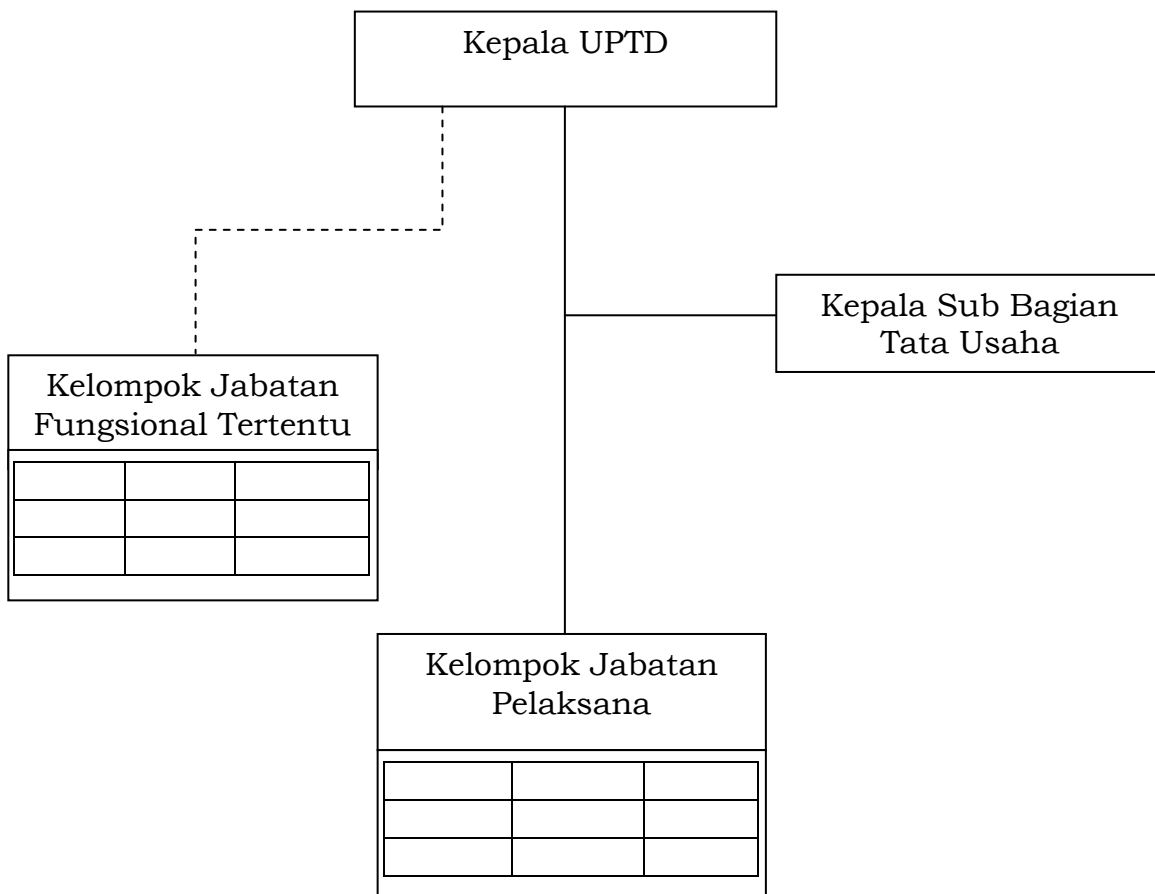 Kepala UPTD
Kepala Sub Bagian
Tata Usaha
Kelompok Jabatan
Fungsional Tertentu
Kelompok Jabatan
Pelaksana